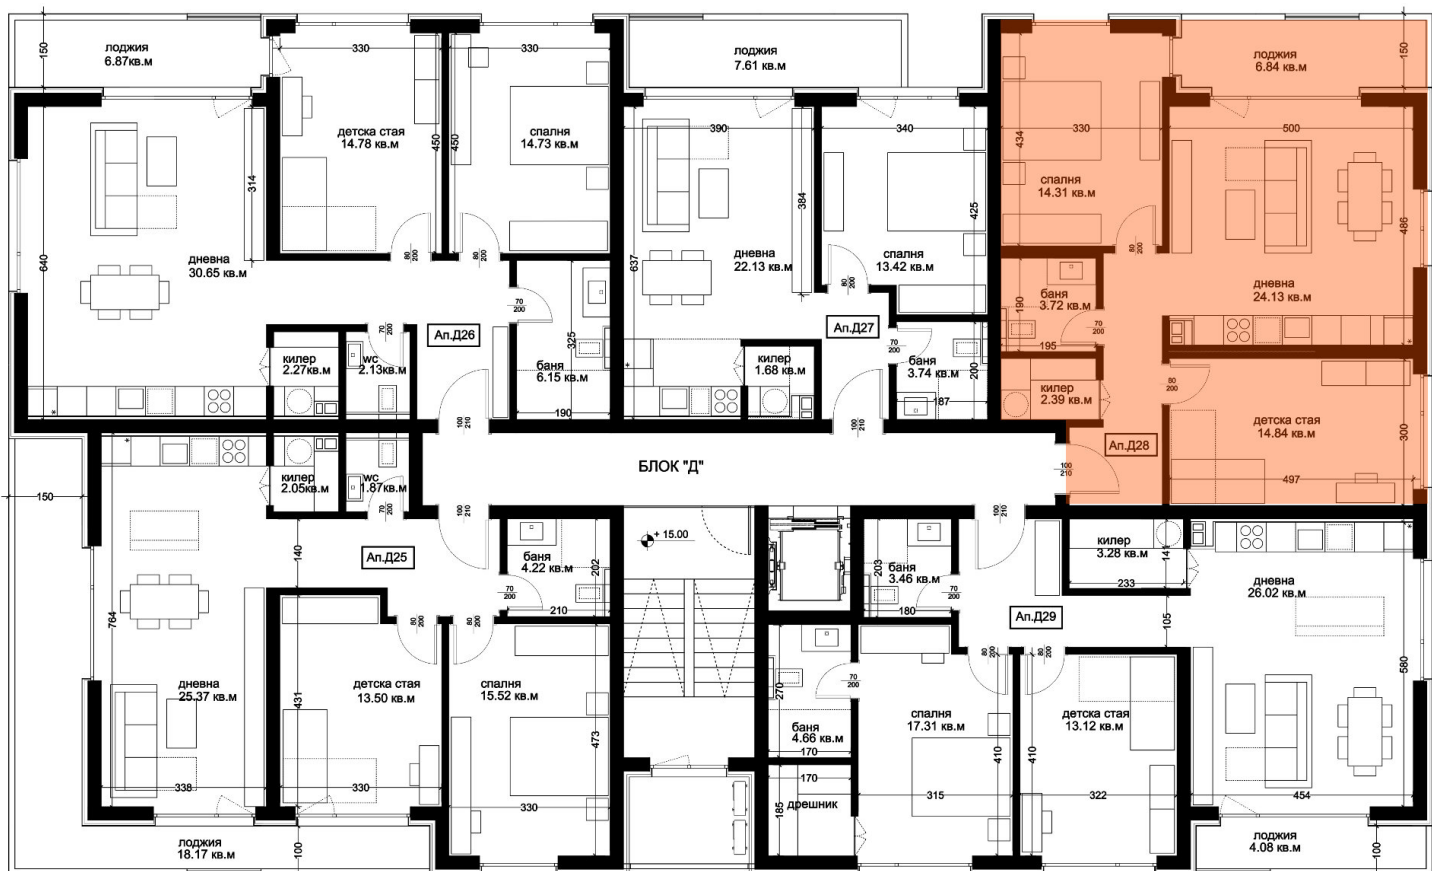 лоджия
6.87кв.м
150
330
330
лоджия
7.61 кв.м
лоджия
6.84 кв.м
150
детска стая
14.78 кв.м
450
450
спалня
14.73 кв.м
390
340
434
330
500
314
384
спалня
14.31 кв.м
425
486
640
дневна
30.65 кв.м
80
200
80
200
637
дневна
22.13 кв.м
спалня
13.42 кв.м
80
200
80
200
дневна
24.13 кв.м
баня
3.72 кв.м
190
195
70
200
70
200
Ап.Д26
70
200
325
баня
6.15 кв.м
190
Ап.Д27
70
200
килер
2.27кв.м
wc
2.13кв.м
килер
1.68 кв.м
баня
3.74 кв.м
200
187
килер
2.39 кв.м
80
200
детска стая
14.84 кв.м
300
497
100
210
100
210
Ап.Д28
100
210
БЛОК "Д"
150
килер
2.05кв.м
wc
1.87кв.м
70
200
100
210
100
210
+ 15.00
140
Ап.Д25
баня
4.22 кв.м
202
210
70
200
203
баня
3.46 кв.м
180
70
200
килер
3.28 кв.м
141
233
дневна
26.02 кв.м
105
Ап.Д29
764
80
200
80
200
80
200
80
200
580
дневна
25.37 кв.м
338
431
детска стая
13.50 кв.м
330
спалня
15.52 кв.м
473
330
270
баня
4.66 кв.м
170
70
200
спалня
17.31 кв.м
410
315
детска стая
13.12 кв.м
410
322
454
170
185
дрешник
лоджия
18.17 кв.м
100
лоджия
4.08 кв.м
100